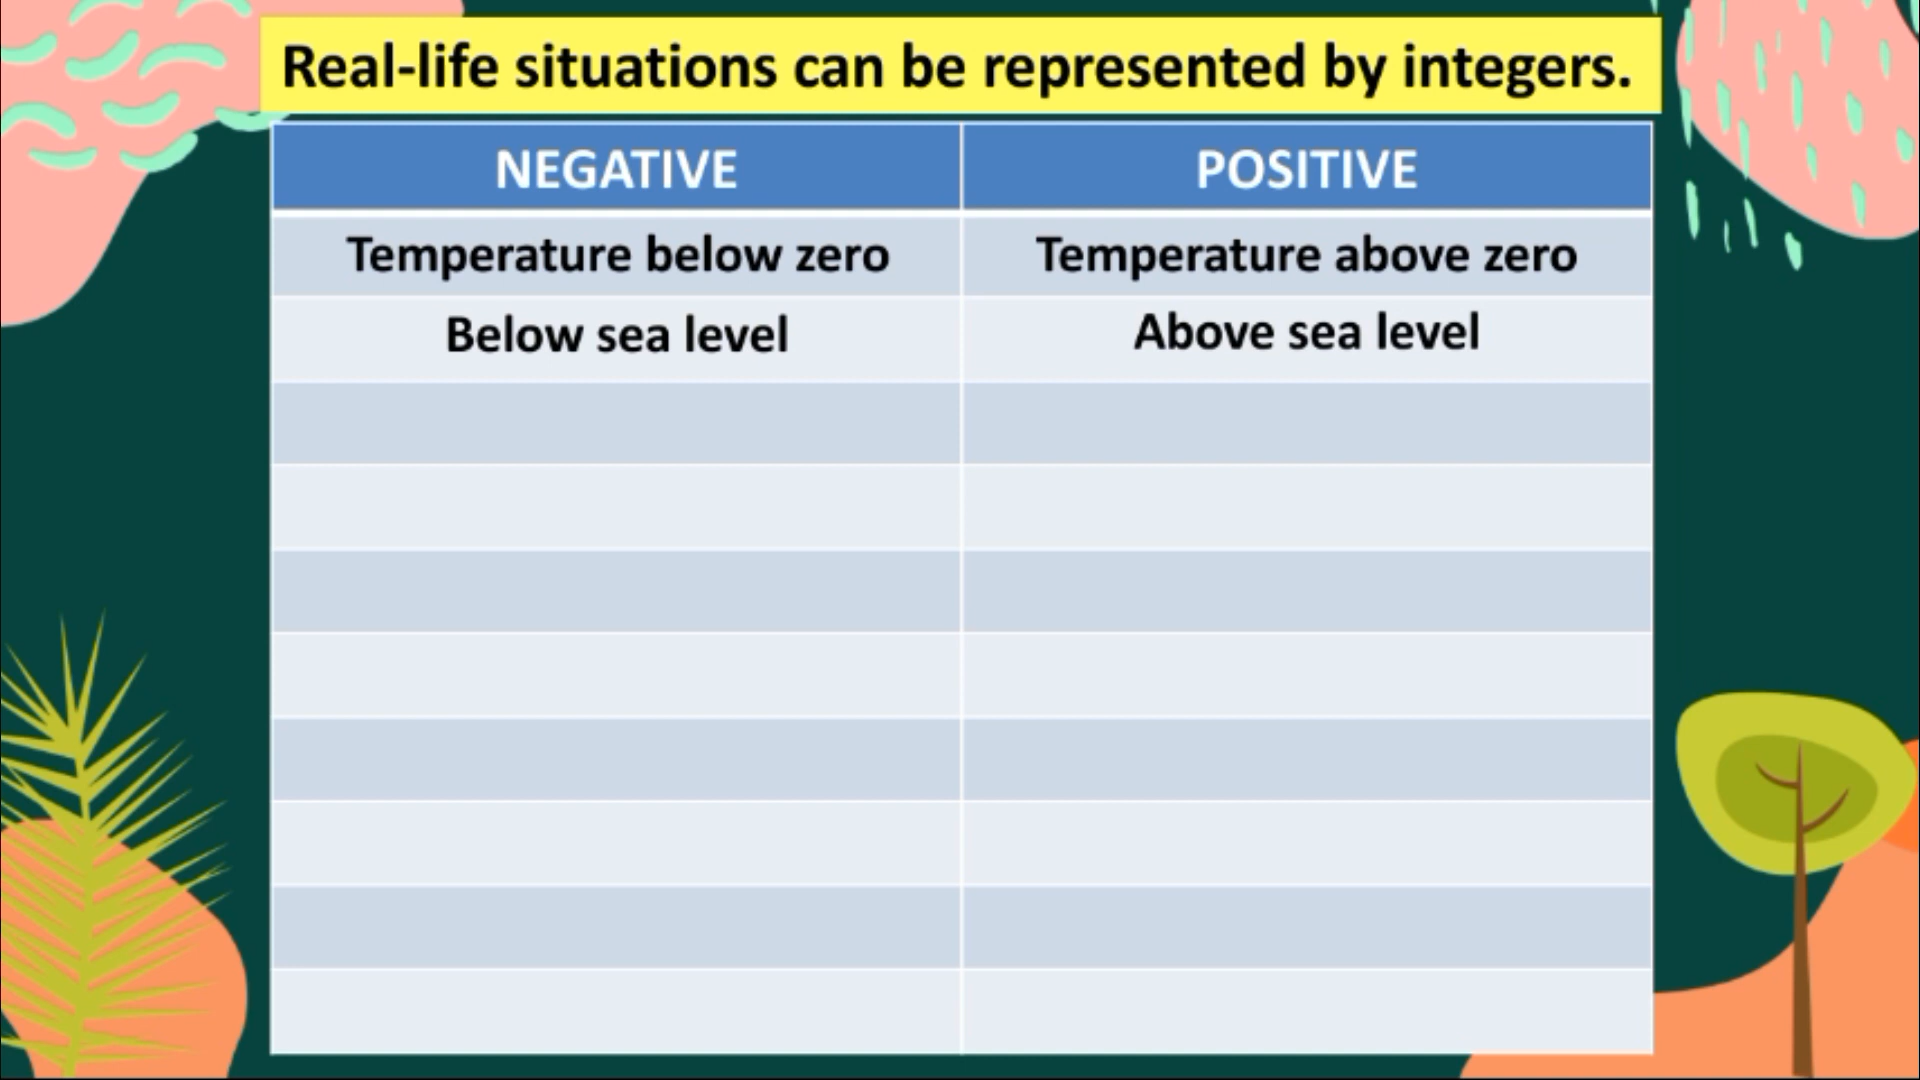 Real-life situations can be represented by integers.
NEGATIVE POSITIVE
Temperature below zero Temperature above zero
Below sea level Above sea level